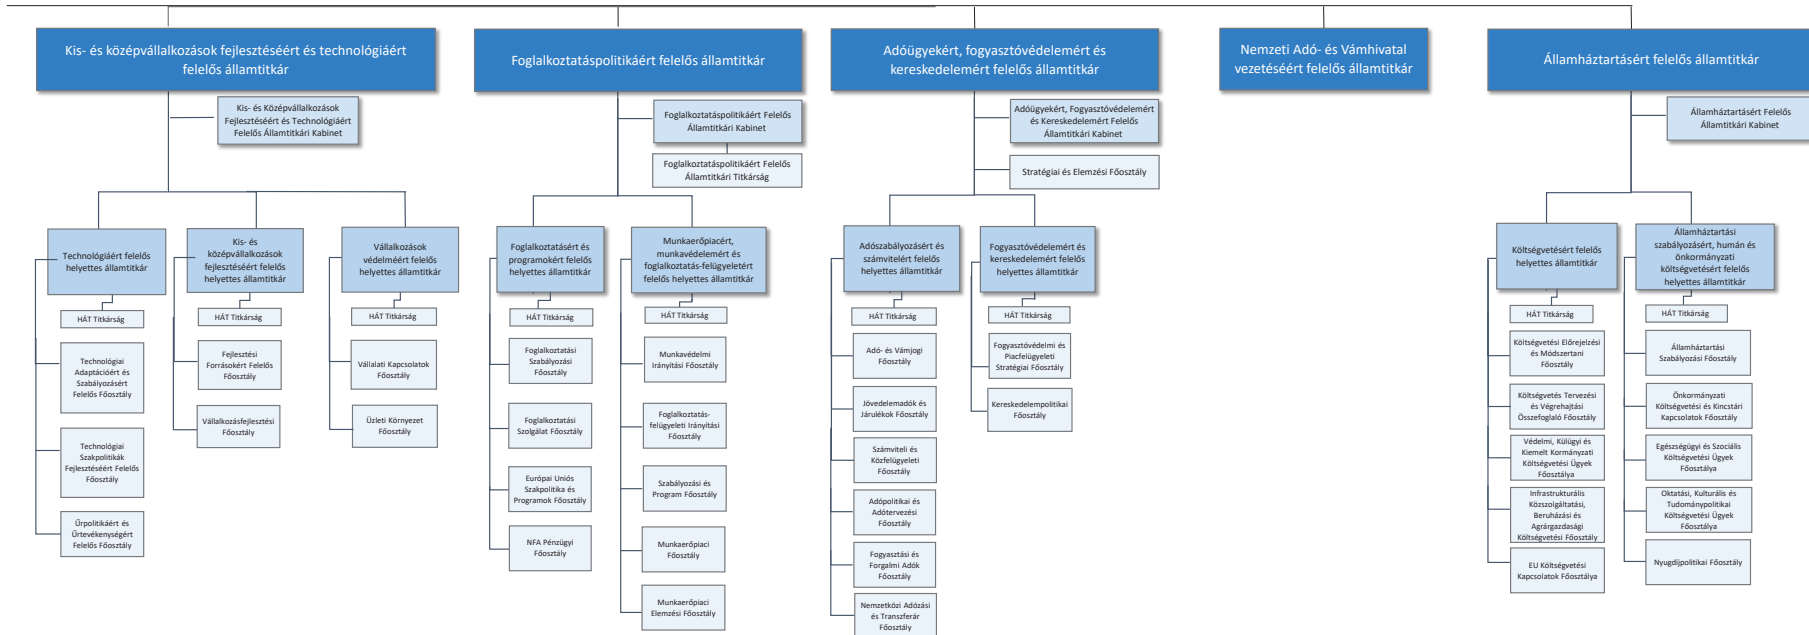 Kis- és középvállalkozások fejlesztéséért és technológiáért
felelős államtitkár
Kis- és Középvállalkozások
Fejlesztéséért és Technológiáért
Felelős Államtitkári Kabinet
Technológiáért felelős
helyettes államtitkár
HÁT Titkárság
Technológiai
Adaptációért és
Szabályozásért
Felelős Főosztály
Technológiai
Szakpolitikák
Fejlesztéséért Felelős
Főosztály
Űrpolitikáért és
Űrtevékenységért
Felelős Főosztály
Kis- és
középvállalkozások
fejlesztéséért felelős
helyettes államtitkár
HÁT Titkárság
Fejlesztési
Forrásokért Felelős
Főosztály
Vállalkozásfejlesztési
Főosztály
Vállalkozások
védelméért felelős
helyettes államtitkár
HÁT Titkárság
Vállalati Kapcsolatok
Főosztály
Üzleti Környezet
Főosztály
Foglalkoztatáspolitikáért felelős államtitkár
Foglalkoztatáspolitikáért Felelős
Államtitkári Kabinet
Foglalkoztatáspolitikáért Felelős
Államtitkári Titkárság
Foglalkoztatásért és
programokért felelős
helyettes államtitkár
HÁT Titkárság
Foglalkoztatási
Szabályozási
Főosztály
Foglalkoztatási
Szolgálat Főosztály
Európai Uniós
Szakpolitika és
Programok Főosztály
NFA Pénzügyi
Főosztály
Munkaerőpiacért,
munkavédelemért és
foglalkoztatás-felügyeletért
felelős helyettes államtitkár
HÁT Titkárság
Munkavédelmi
Irányítási Főosztály
Foglalkoztatás-
felügyeleti Irányítási
Főosztály
Szabályozási és
Program Főosztály
Munkaerőpiaci
Főosztály
Munkaerőpiaci
Elemzési Főosztály
Adóügyekért, fogyasztóvédelemért és
kereskedelemért felelős államtitkár
Adóügyekért, Fogyasztóvédelemért
és Kereskedelemért Felelős
Államtitkári Kabinet
Stratégiai és Elemzési Főosztály
Adószabályozásért és
számvitelért felelős
helyettes államtitkár
HÁT Titkárság
Adó- és Vámjogi
Főosztály
Jövedelemadók és
Járulékok Főosztály
Számviteli és
Közfelügyeleti
Főosztály
Adópolitikai és
Adótervezési
Főosztály
Fogyasztási és
Forgalmi Adók
Főosztály
Nemzetközi Adózási
és Transzferár
Főosztály
Fogyasztóvédelemért és
kereskedelemért felelős
helyettes államtitkár
HÁT Titkárság
Fogyasztóvédelmi és
Piacfelügyeleti
Stratégiai Főosztály
Kereskedelempolitikai
Főosztály
Nemzeti Adó- és Vámhivatal
vezetéséért felelős államtitkár
Államháztartásért felelős államtitkár
Államháztartásért Felelős
Államtitkári Kabinet
Költségvetésért felelős
helyettes államtitkár
HÁT Titkárság
Költségvetési Előrejelzési
és Módszertani
Főosztály
Költségvetés Tervezési
és Végrehajtási
Összefoglaló Főosztály
Védelmi, Külügyi és
Kiemelt Kormányzati
Költségvetési Ügyek
Főosztálya
Infrastrukturális
Közszolgáltatási,
Beruházási és
Agrárgazdasági
Költségvetési Főosztály
EU Költségvetési
Kapcsolatok Főosztálya
Államháztartási
szabályozásért, humán és
önkormányzati
költségvetésért felelős
helyettes államtitkár
HÁT Titkárság
Államháztartási
Szabályozási Főosztály
Önkormányzati
Költségvetési és Kincstári
Kapcsolatok Főosztály
Egészségügyi és Szociális
Költségvetési Ügyek
Főosztálya
Oktatási, Kulturális és
Tudománypolitikai
Költségvetési Ügyek
Főosztálya
Nyugdíjpolitikai Főosztály